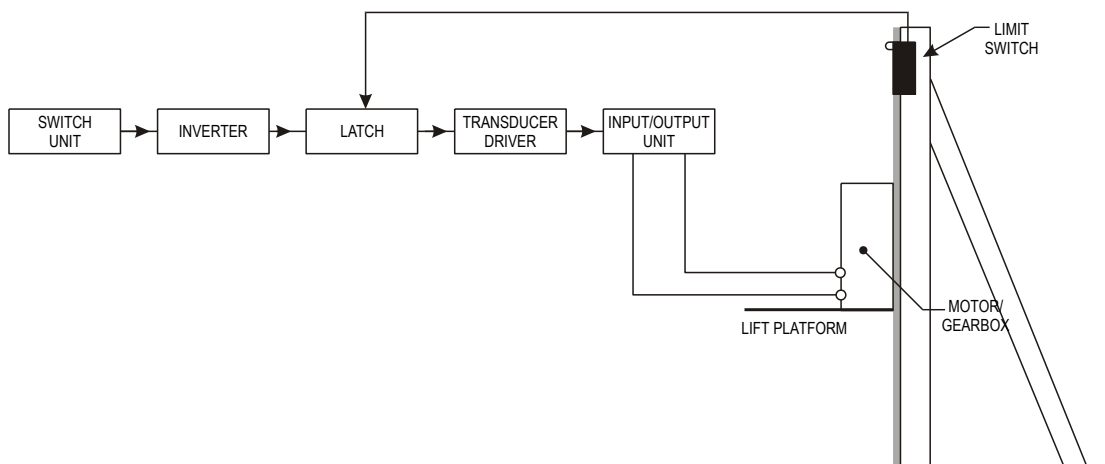 LIMIT
SWITCH
SWITCH
UNIT
INVERTER
LATCH
TRANSDUCER
DRIVER
INPUT/OUTPUT
UNIT
MOTOR/
GEARBOX
LIFT PLATFORM